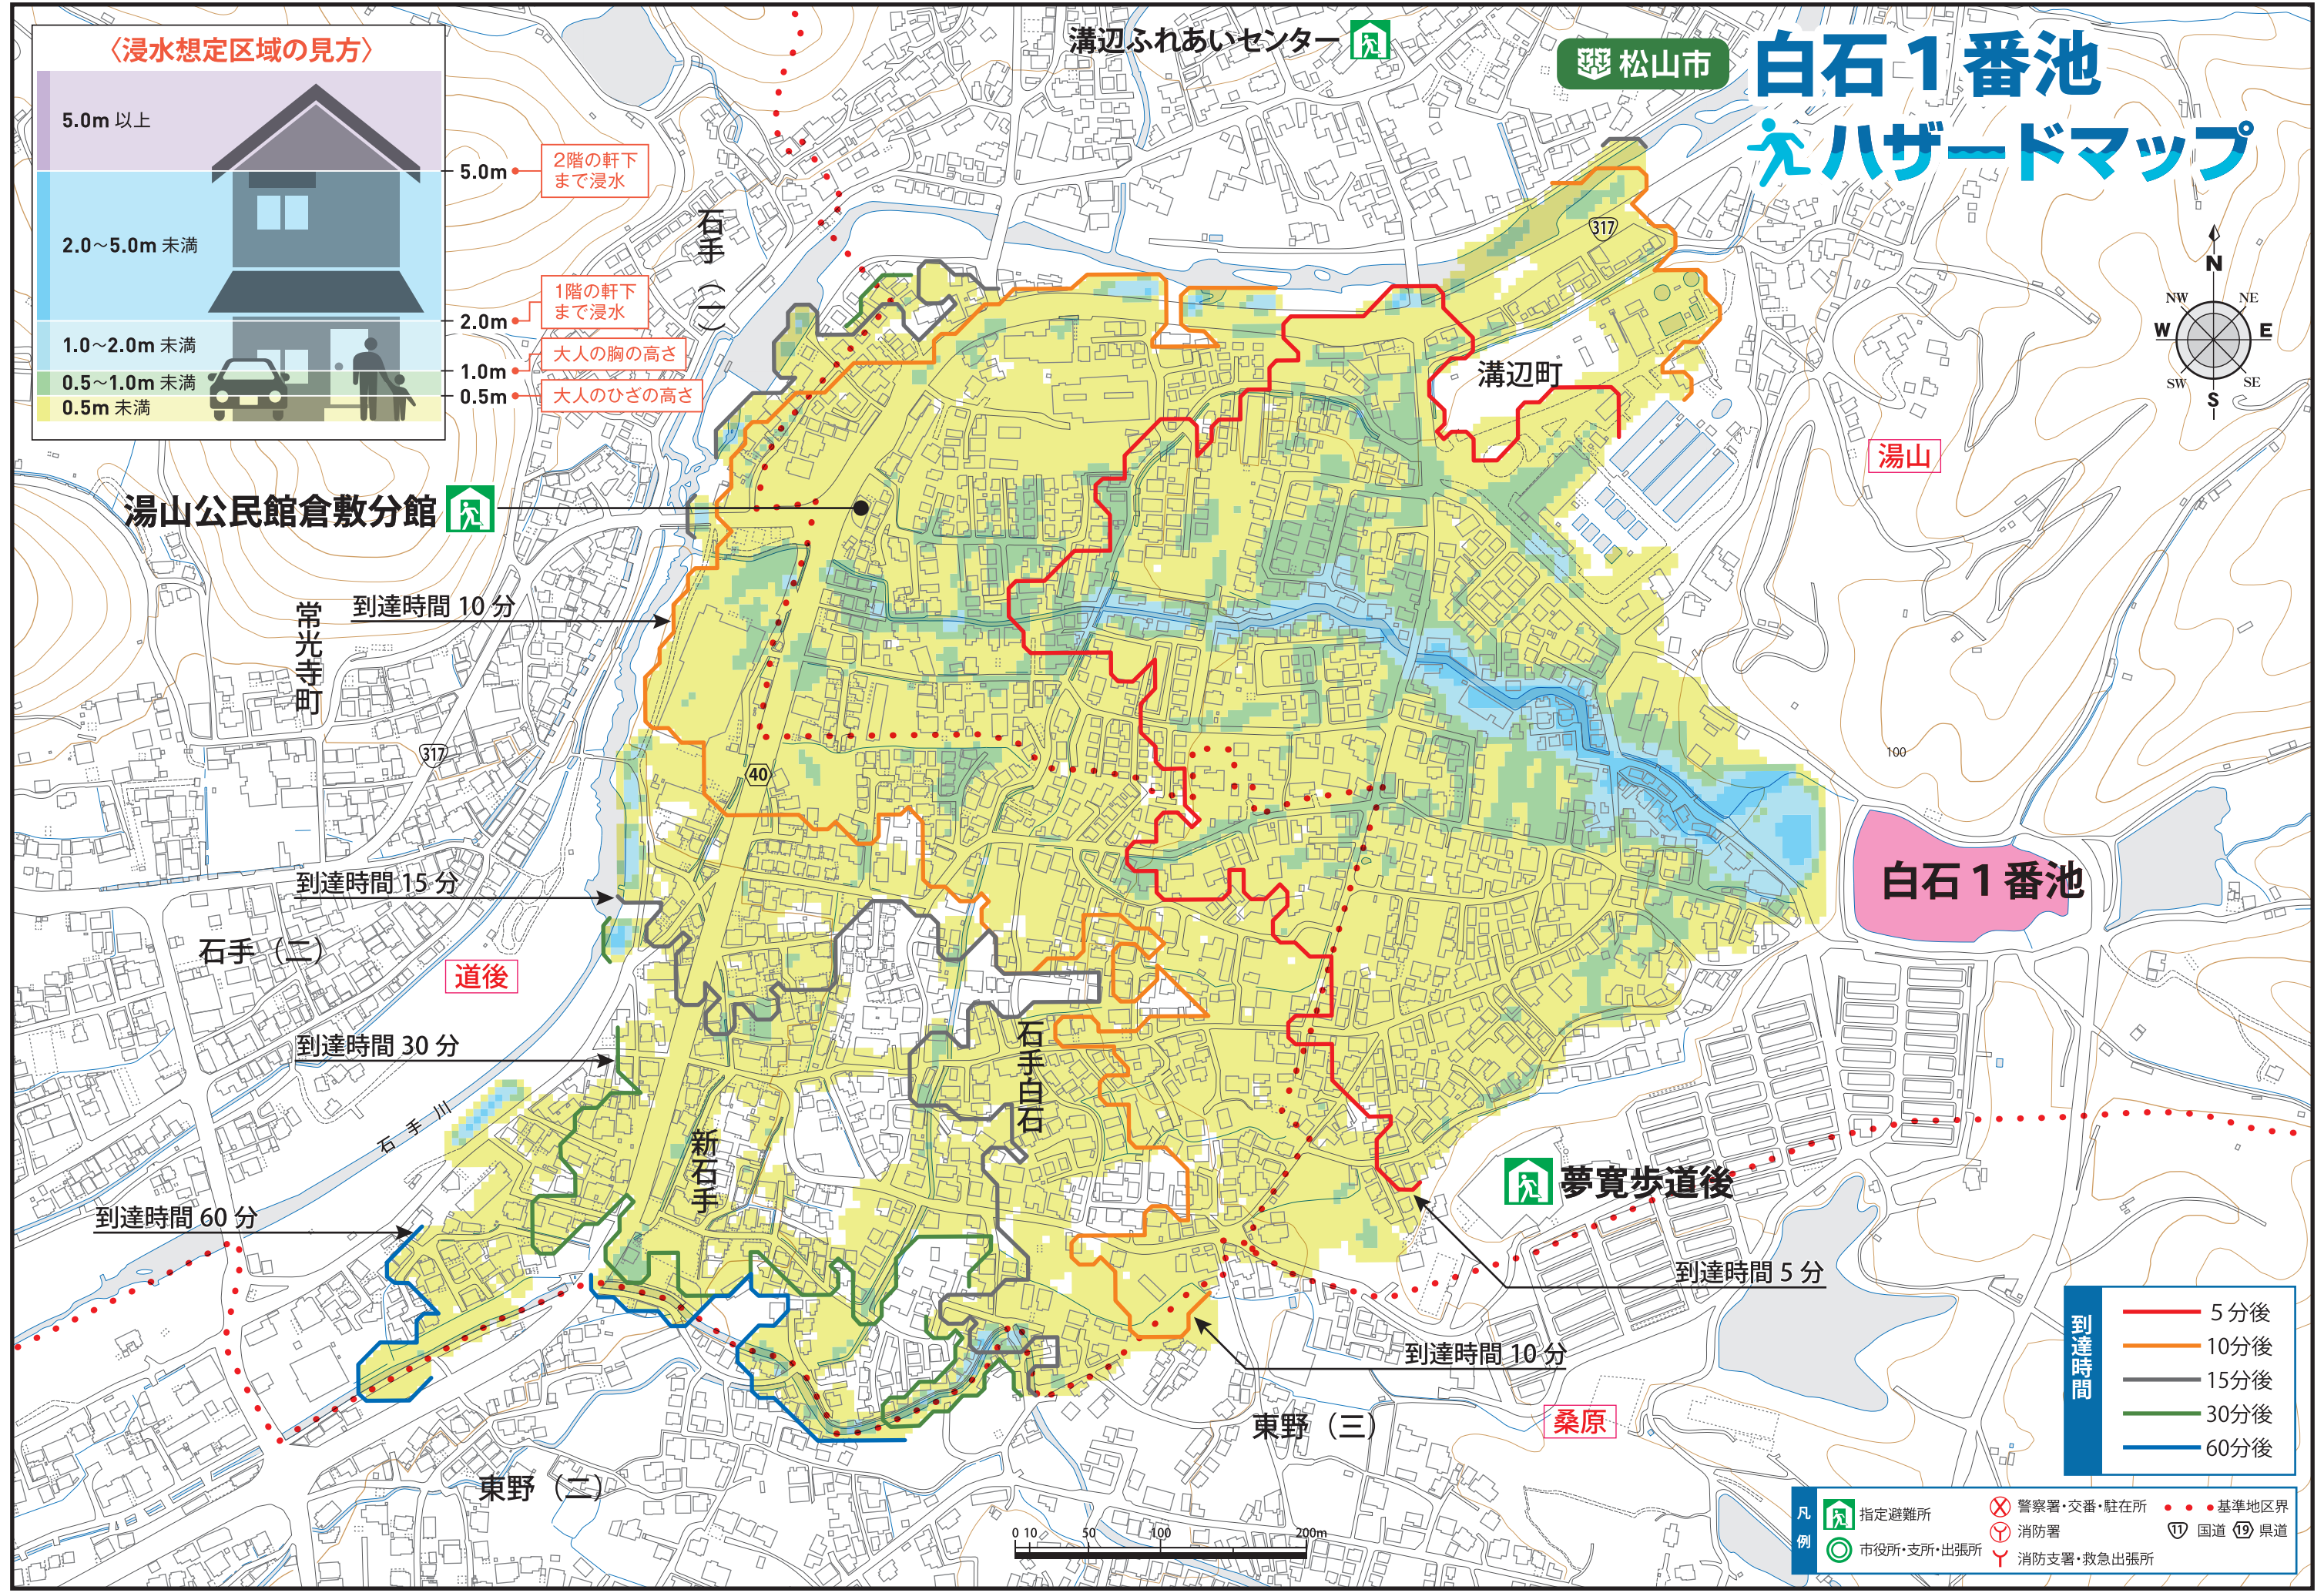 〈浸水想定区域の見方〉
5.0m 以上
2.0～5.0m 未満
1.0～2.0m 未満
0.5～1.0m 未満
0.5m 未満
5.0m
2.0m
1.0m
0.5m
2階の軒下
まで浸水
1階の軒下
まで浸水
大人の胸の高さ
大人のひざの高さ
溝辺ふれあいセンター
松山市
白石1番池
ハザードマップ
N
NE
E
SE
S
SW
W
NW
石手（一）
317
溝辺町
湯山
湯山公民館倉敷分館
到達時間 10 分
常光寺町
317
40
100
白石1番池
到達時間 15 分
石手（二）
道後
到達時間 30 分
石手白石
石手川
新石手
夢寛歩道後
到達時間 60 分
到達時間 5 分
到達時間 10 分
東野（三）
桑原
東野（二）
0 10 50 100 200m
到達時間
5分後
10分後
15分後
30分後
60分後
凡例
指定避難所
市役所・支所・出張所
警察署・交番・駐在所
消防署
消防支署・救急出張所
基準地区界
11 国道 19 県道